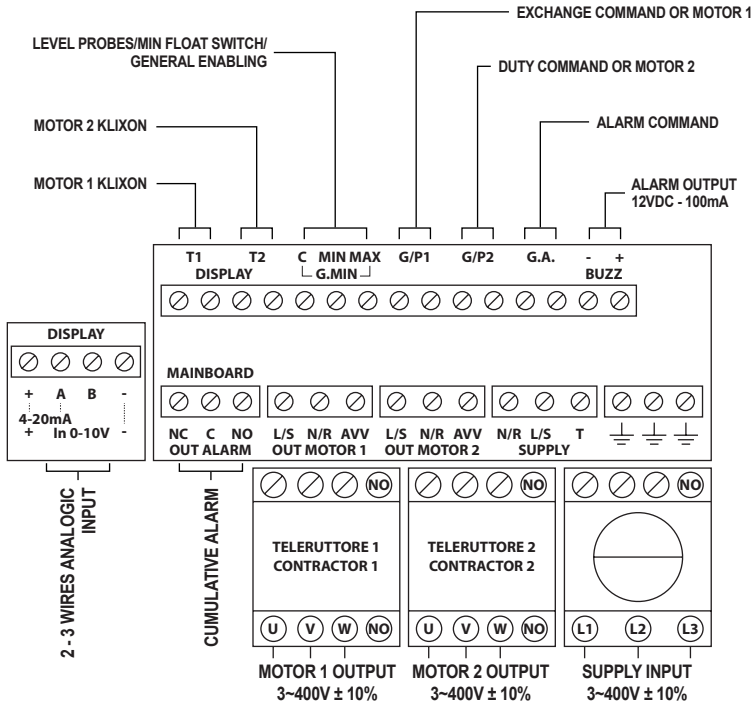 EXCHANGE COMMAND OR MOTOR 1
LEVEL PROBES/MIN FLOAT SWITCH/
GENERAL ENABLING
DUTY COMMAND OR MOTOR 2
MOTOR 2 KLIXON
ALARM COMMAND
MOTOR 1 KLIXON
ALARM OUTPUT
12VDC - 100mA
T1 T2 C MIN MAX G/P1 G/P2 G.A. - +
DISPLAY G.MIN BUZZ
DISPLAY
+ A B -
4-20mA
+ In 0-10V -
2 - 3 WIRES ANALOGIC
INPUT
MAINBOARD
NC C NO L/S N/R AVV L/S N/R AVV N/R L/S T
OUT ALARM OUT MOTOR 1 OUT MOTOR 2 SUPPLY
CUMULATIVE ALARM
NO NO NO
TELERUTTORE 1
CONTRACTOR 1
TELERUTTORE 2
CONTRACTOR 2
U V W NO U V W NO L1 L2 L3
MOTOR 1 OUTPUT
3~400V ± 10%
MOTOR 2 OUTPUT
3~400V ± 10%
SUPPLY INPUT
3~400V ± 10%